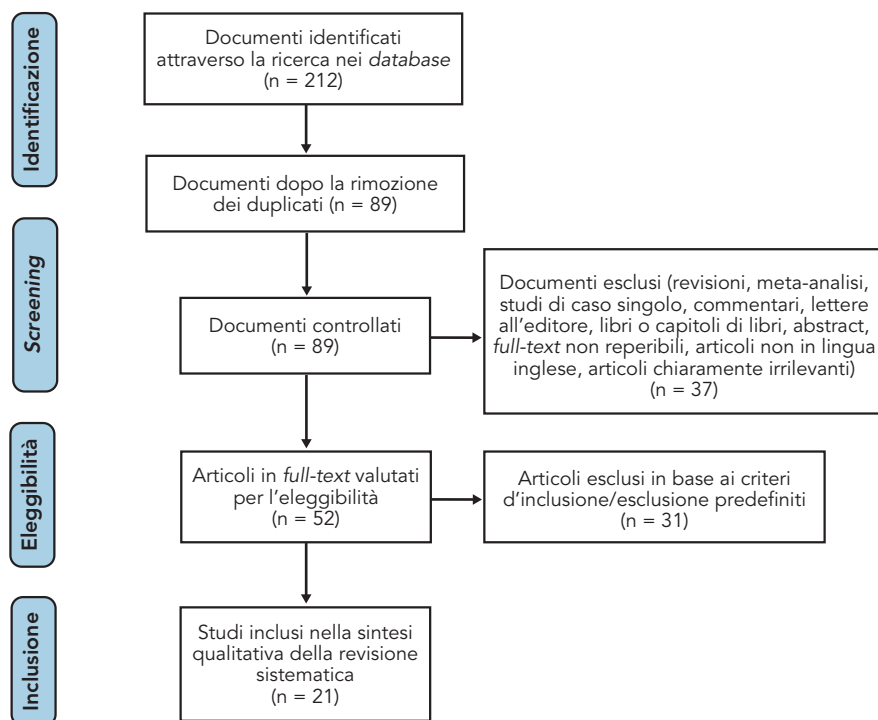 Identificazione
Documenti identificati
attraverso la ricerca nei database
(n = 212)
Documenti dopo la rimozione
dei duplicati (n = 89)
Screening
Documenti controllati
(n = 89)
Documenti esclusi (revisioni, meta-analisi,
studi di caso singolo, commentari, lettere
all'editore, libri o capitoli di libri, abstract,
full-text non reperibili, articoli non in lingua
inglese, articoli chiaramente irrilevanti)
(n = 37)
Eleggibilità
Articoli in full-text valutati
per l'eleggibilità
(n = 52)
Articoli esclusi in base ai criteri
d'inclusione/esclusione predefiniti
(n = 31)
Inclusione
Studi inclusi nella sintesi
qualitativa della revisione
sistematica
(n = 21)